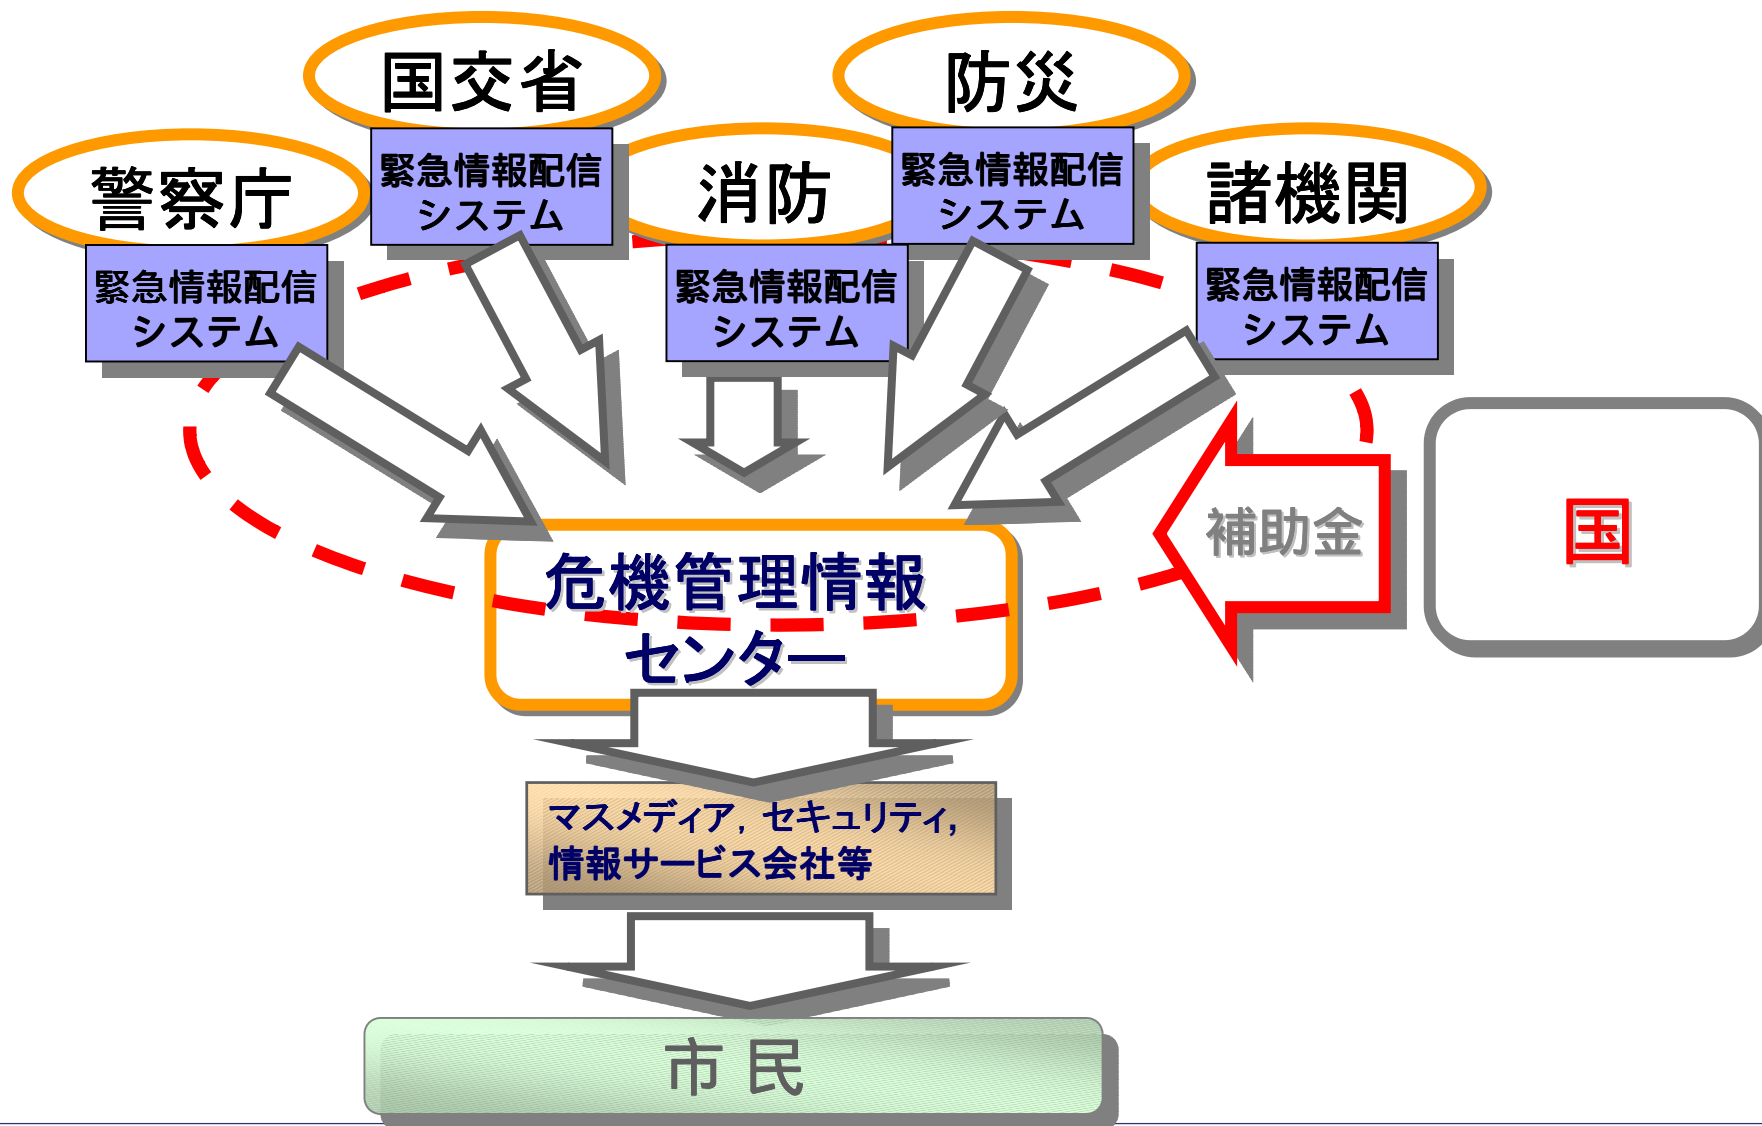 国交省
防災
警察庁
消防
諸機関
緊急情報配信
システム
緊急情報配信
システム
緊急情報配信
システム
緊急情報配信
システム
緊急情報配信
システム
補助金
国
危機管理情報
センター
マスメディア，セキュリティ，
情報サービス会社等
市 民